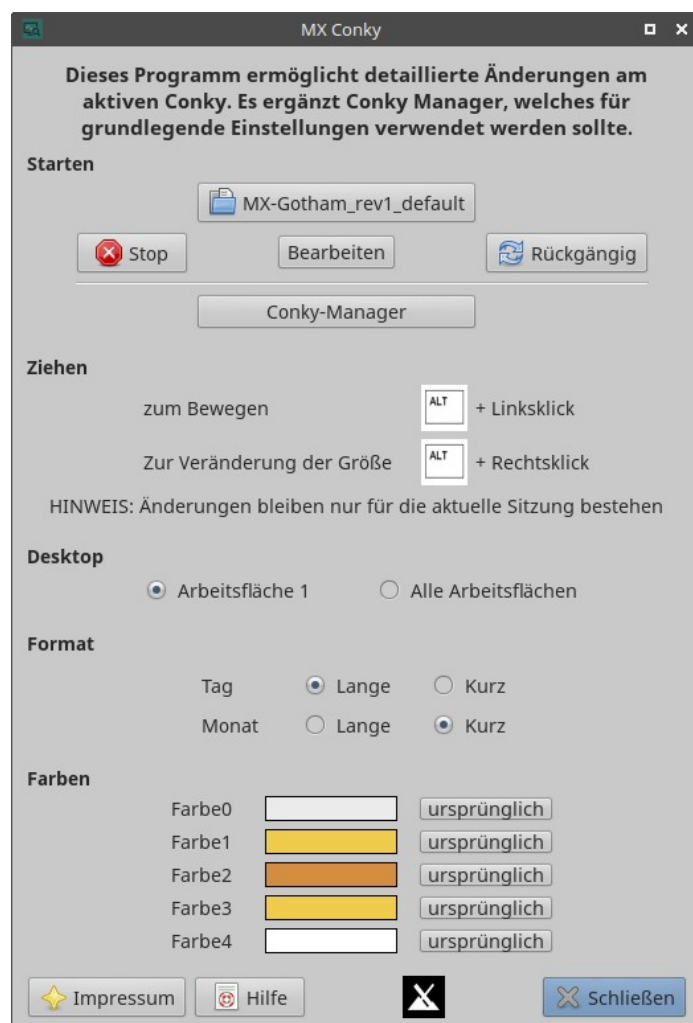 MX Conky
Dieses Programm ermöglicht detaillierte Änderungen am
aktiven Conky. Es ergänzt Conky Manager, welches für
grundlegende Einstellungen verwendet werden sollte.
Starten
MX-Gotham_rev1_default
Stop Bearbeiten Rückgängig
Conky-Manager
Ziehen
zum Bewegen ALT + Linksklick
Zur Veränderung der Größe ALT + Rechtsklick
HINWEIS: Änderungen bleiben nur für die aktuelle Sitzung bestehen
Desktop
Arbeitsfläche 1 Alle Arbeitsflächen
Format
Tag Lange Kurz
Monat Lange Kurz
Farben
Farbe0 ursprünglich
Farbe1 ursprünglich
Farbe2 ursprünglich
Farbe3 ursprünglich
Farbe4 ursprünglich
Impressum Hilfe Schließen